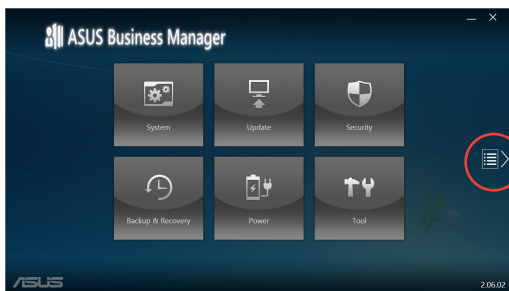 ASUS Business Manager
System
Update
Security
Backup & Recovery
Power
Tool
ASUS
2.06.02